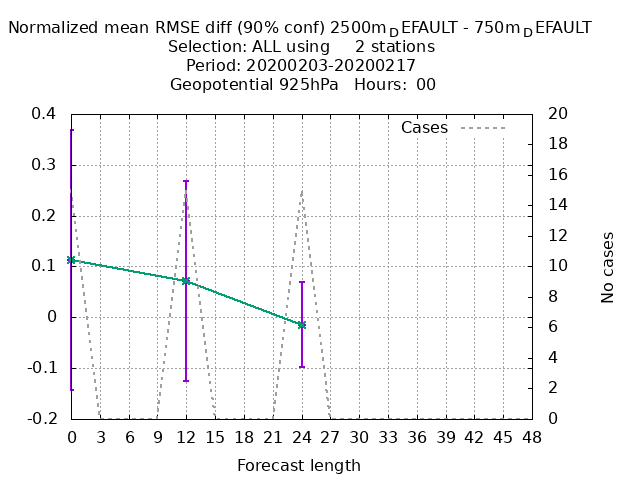 Normalized mean RMSE diff (90% conf) 2500m_DEFAULT - 750m_DEFAULT
Selection: ALL using     2 stations
Period: 20200203-20200217
Geopotential 925hPa   Hours:  00
0.4
0.3
0.2
0.1
0
-0.1
-0.2
Cases
20
18
16
14
12
10
8
6
4
2
0
No cases
0 3 6 9 12 15 18 21 24 27 30 33 36 39 42 45 48
Forecast length